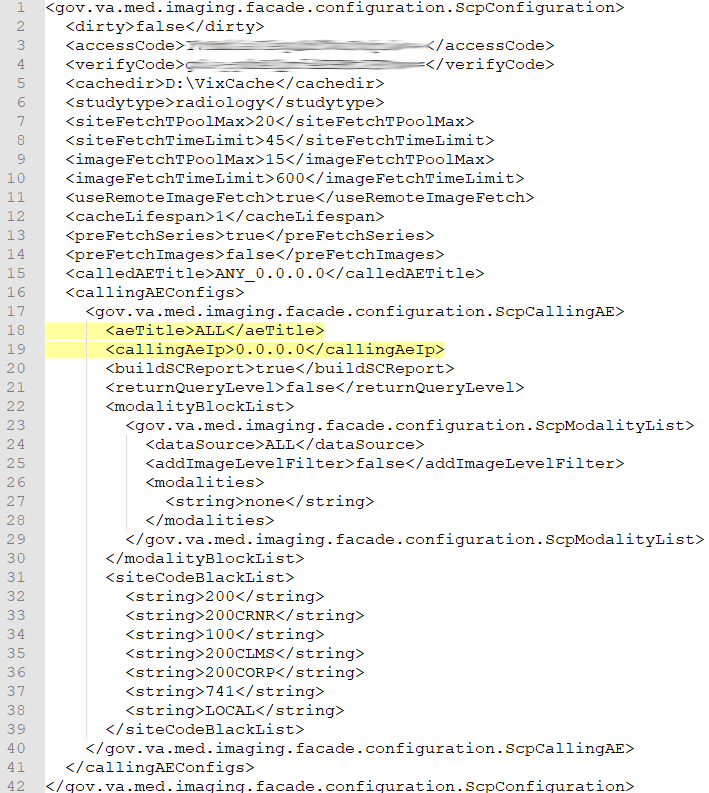 1 <gov.va.med.imaging.facade.configuration.ScpConfiguration>
2 <dirty>false</dirty>
3 <accessCode></accessCode>
4 <verifyCode></verifyCode>
5 <cachedir>D:\VixCache</cachedir>
6 <studytype>radiology</studytype>
7 <siteFetchTPoolMax>20</siteFetchTPoolMax>
8 <siteFetchTimeLimit>45</siteFetchTimeLimit>
9 <imageFetchTPoolMax>15</imageFetchTPoolMax>
10 <imageFetchTimeLimit>600</imageFetchTimeLimit>
11 <useRemoteImageFetch>true</useRemoteImageFetch>
12 <cacheLifespan>1</cacheLifespan>
13 <preFetchSeries>true</preFetchSeries>
14 <preFetchImages>false</preFetchImages>
15 <calledAETitle>ANY_0.0.0.0</calledAETitle>
16 <callingAEConfigs>
17 <gov.va.med.imaging.facade.configuration.ScpCallingAE>
18 <aeTitle>ALL</aeTitle>
19 <callingAeIp>0.0.0.0</callingAeIp>
20 <buildSCReport>true</buildSCReport>
21 <returnQueryLevel>false</returnQueryLevel>
22 <modalityBlockList>
23 <gov.va.med.imaging.facade.configuration.ScpModalityList>
24 <dataSource>ALL</dataSource>
25 <addImageLevelFilter>false</addImageLevelFilter>
26 <modalities>
27 <string>none</string>
28 </modalities>
29 </gov.va.med.imaging.facade.configuration.ScpModalityList>
30 </modalityBlockList>
31 <siteCodeBlackList>
32 <string>200</string>
33 <string>200CRNR</string>
34 <string>100</string>
35 <string>200CLMS</string>
36 <string>200CORP</string>
37 <string>741</string>
38 <string>LOCAL</string>
39 </siteCodeBlackList>
40 </gov.va.med.imaging.facade.configuration.ScpCallingAE>
41 </callingAEConfigs>
42 </gov.va.med.imaging.facade.configuration.ScpConfiguration>